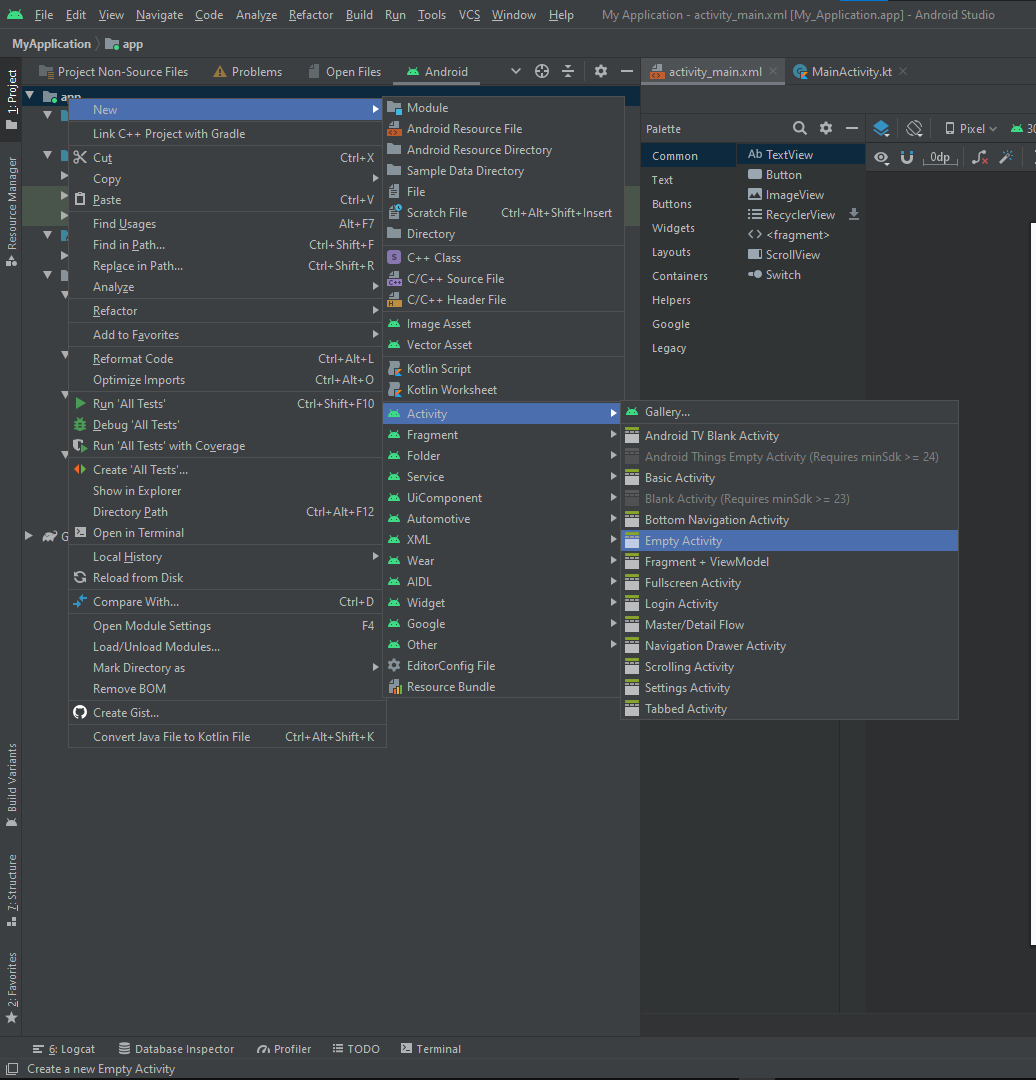 File Edit View Navigate Code Analyze Refactor Build Run Tools VCS Window Help My Application - activity_main.xml [My_Application.app] - Android Studio
MyApplication app
Project Non-Source Files Problems Open Files Android activity_main.xml MainActivity.kt
1: Project
Resource Manager
Build Variants
7: Structure
2: Favorites
app
New
Link C++ Project with Gradle
Cut Ctrl+X
Copy
Paste Ctrl+V
Find Usages Alt+F7
Find in Path... Ctrl+Shift+F
Replace in Path... Ctrl+Shift+R
Analyze
Refactor
Add to Favorites
Reformat Code Ctrl+Alt+L
Optimize Imports Ctrl+Alt+O
Run 'All Tests' Ctrl+Shift+F10
Debug 'All Tests'
Run 'All Tests' with Coverage
Create 'All Tests'...
Show in Explorer
Directory Path Ctrl+Alt+F12
Open in Terminal
Local History
Reload from Disk
Compare With... Ctrl+D
Open Module Settings F4
Load/Unload Modules...
Mark Directory as
Remove BOM
Create Gist...
Convert Java File to Kotlin File Ctrl+Alt+Shift+K
Module
Android Resource File
Android Resource Directory
Sample Data Directory
File
Scratch File Ctrl+Alt+Shift+Insert
Directory
C++ Class
C/C++ Source File
C/C++ Header File
Image Asset
Vector Asset
Kotlin Script
Kotlin Worksheet
Activity
Fragment
Folder
Service
UiComponent
Automotive
XML
Wear
AIDL
Widget
Google
Other
EditorConfig File
Resource Bundle
Gallery...
Android TV Blank Activity
Android Things Empty Activity (Requires minSdk >= 24)
Basic Activity
Blank Activity (Requires minSdk >= 23)
Bottom Navigation Activity
Empty Activity
Fragment + ViewModel
Fullscreen Activity
Login Activity
Master/Detail Flow
Navigation Drawer Activity
Scrolling Activity
Settings Activity
Tabbed Activity
Palette
Common
Text
Buttons
Widgets
Layouts
Containers
Helpers
Google
Legacy
Ab TextView
Button
ImageView
RecyclerView
<fragment>
ScrollView
Switch
Pixel 30
0dp
6: Logcat Database Inspector Profiler TODO Terminal
Create a new Empty Activity